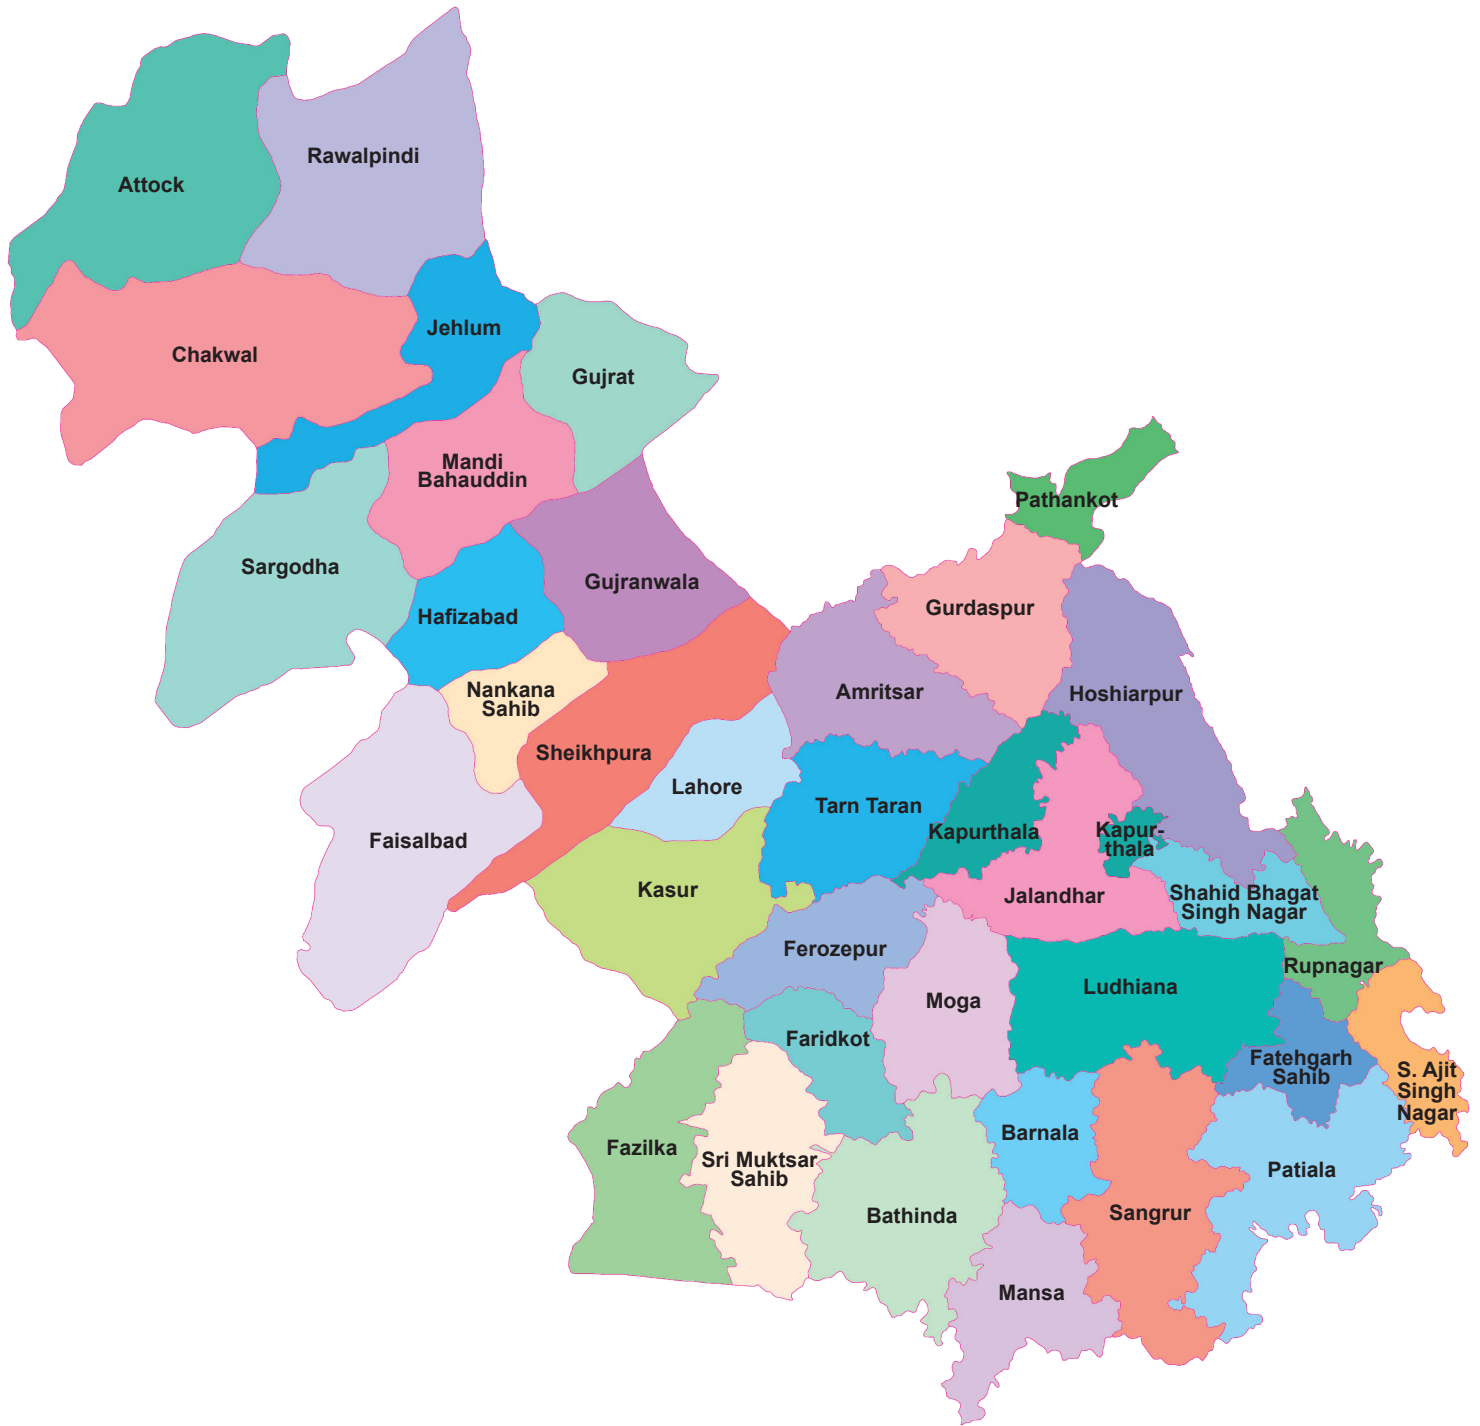 Rawalpindi
Attock
Jehlum
Chakwal
Gujrat
Mandi
Bahauddin
Pathankot
Sargodha
Gujranwala
Hafizabad
Gurdaspur
Nankana
Sahib
Amritsar
Hoshiarpur
Sheikhpura
Lahore
Tarn Taran
Faisalbad
Kapurthala
Kapur-
thala
Kasur
Jalandhar
Shahid Bhagat
Singh Nagar
Ferozepur
Rupnagar
Moga
Ludhiana
Faridkot
Fatehgarh
Sahib
S. Ajit
Singh
Nagar
Barnala
Fazilka
Sri Muktsar
Sahib
Patiala
Bathinda
Sangrur
Mansa